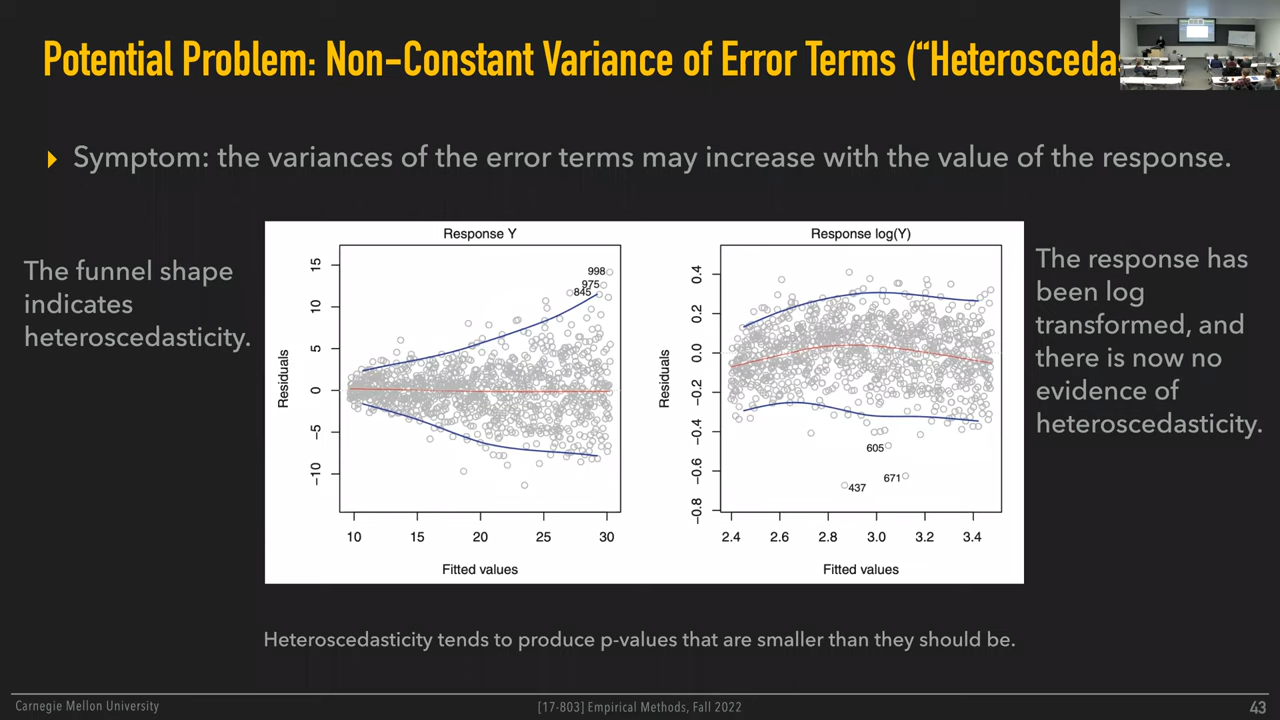 Potential Problem: Non-Constant Variance of Error Terms ("Heterosceda
Symptom: the variances of the error terms may increase with the value of the response.
The funnel shape
indicates
heteroscedasticity.
Response Y
998
975
845
15
10
5
0
-5
-10
Residuals
10 15 20 25 30
Fitted values
Response log(Y)
0.4
0.2
0.0
-0.2
-0.4
-0.6
-0.8
Residuals
605
671
437
2.4 2.6 2.8 3.0 3.2 3.4
Fitted values
The response has
been log
transformed, and
there is now no
evidence of
heteroscedasticity.
Heteroscedasticity tends to produce p-values that are smaller than they should be.
Carnegie Mellon University
[17-803] Empirical Methods, Fall 2022
43